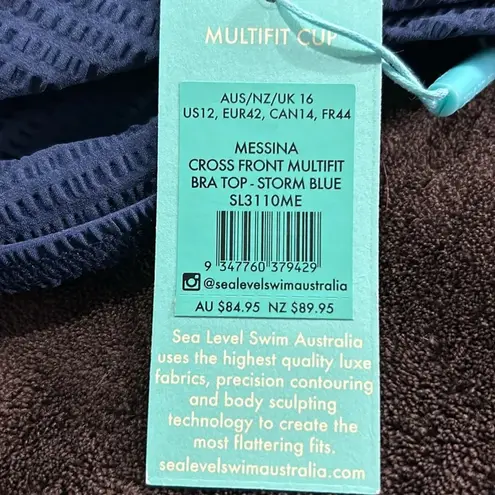 MULTIFIT CUP
AUS/NZ/UK 16
US12, EUR42, CAN14, FR44
MESSINA
CROSS FRONT MULTIFIT
BRA TOP - STORM BLUE
SL3110ME
9 347760 379429
@sealevelswimaustralia
AU $84.95 NZ $89.95
Sea Level Swim Australia
uses the highest quality luxe
fabrics, precision contouring
and body sculpting
technology to create the
most flattering fits.
sealevelswimaustralia.com